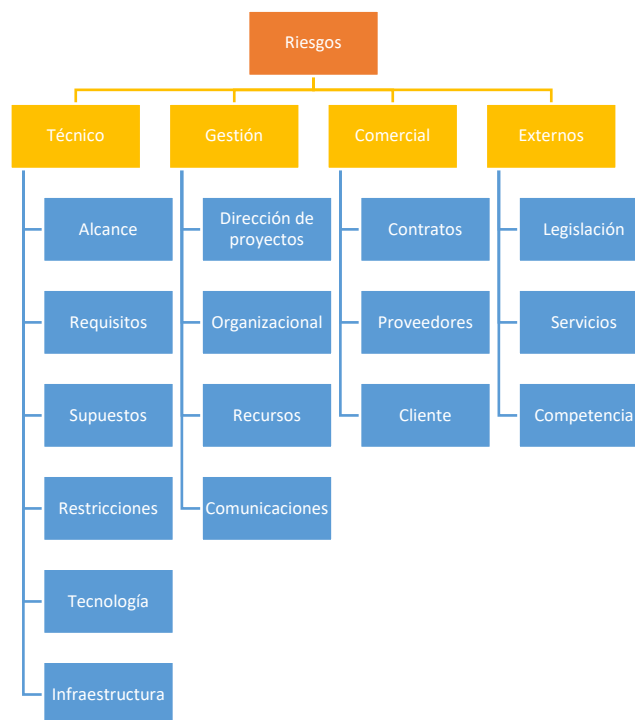 Riesgos
Técnico
Gestión
Comercial
Externos
Alcance
Dirección de
proyectos
Contratos
Legislación
Requisitos
Organizacional
Proveedores
Servicios
Supuestos
Recursos
Cliente
Competencia
Restricciones
Comunicaciones
Tecnología
Infraestructura